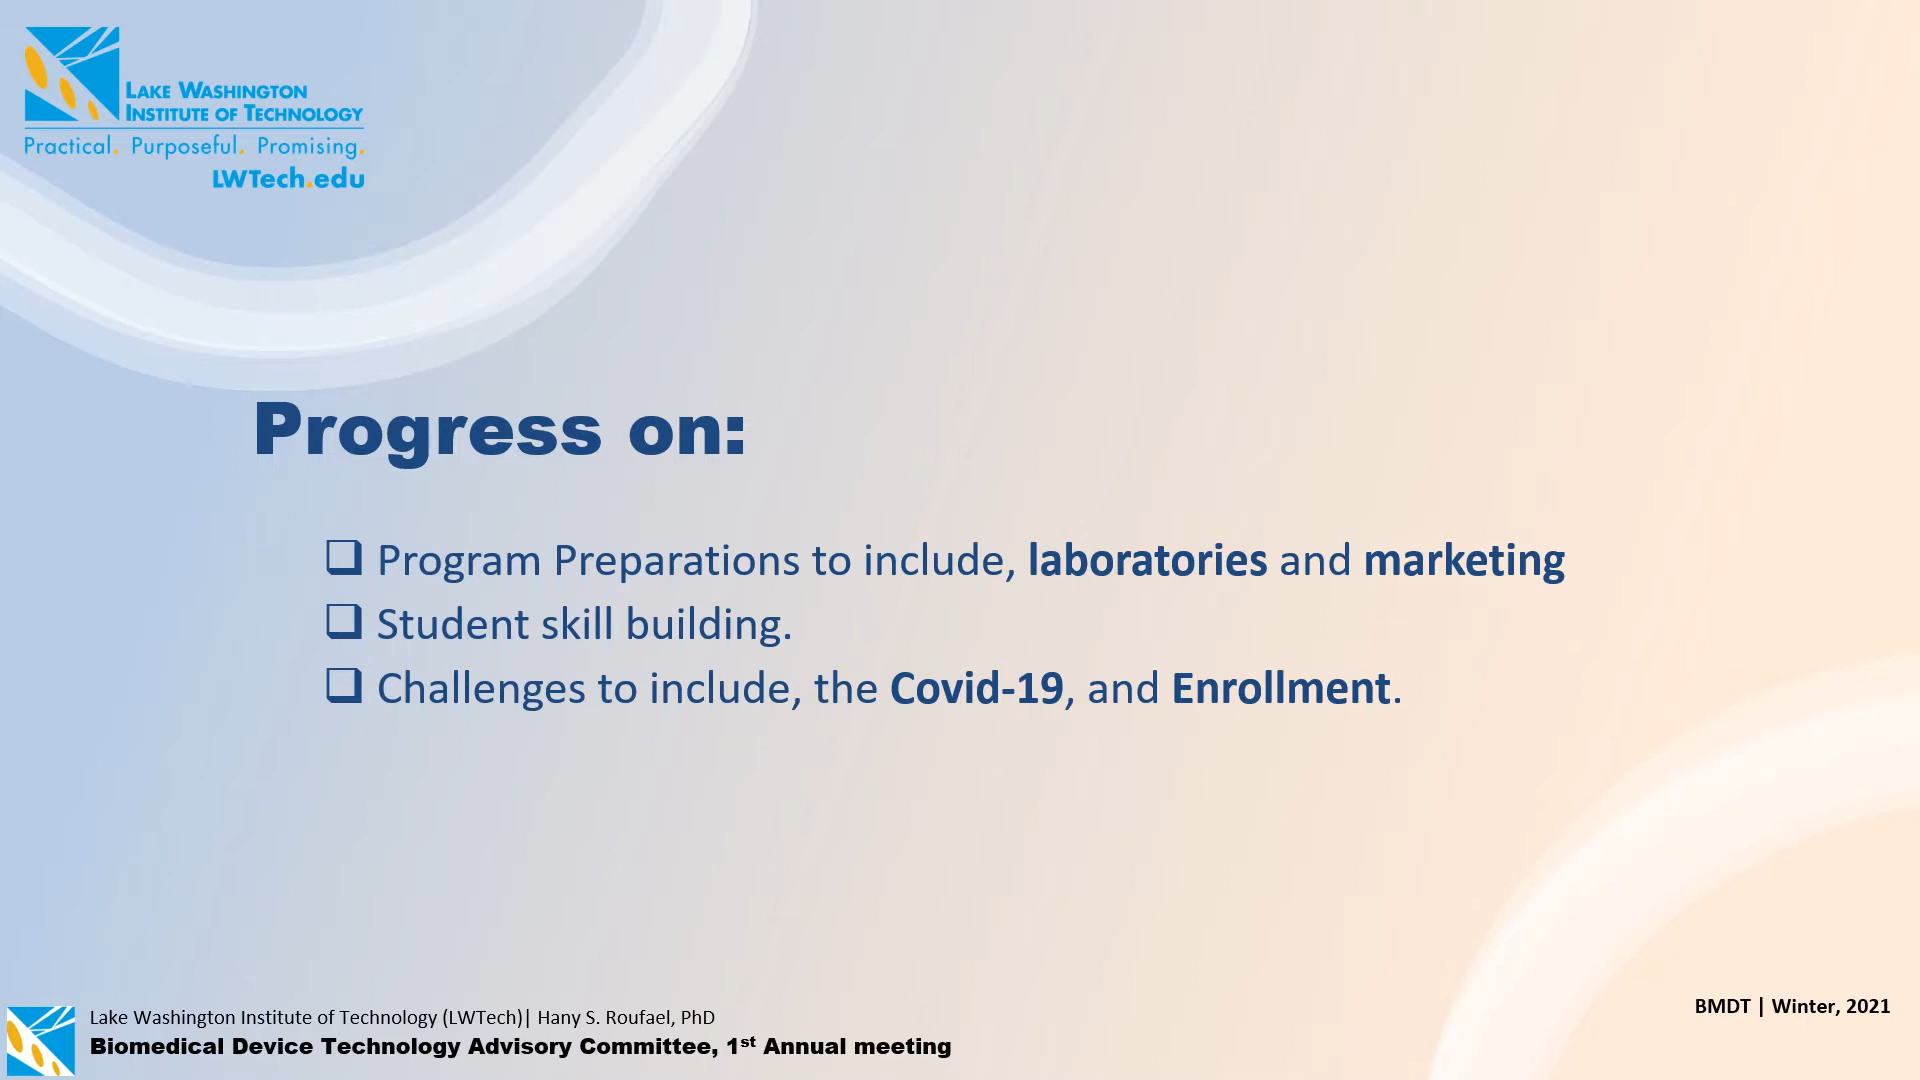 LAKE WASHINGTON
INSTITUTE OF TECHNOLOGY
Practical. Purposeful. Promising.
LWTech.edu
Progress on:
❑ Program Preparations to include, laboratories and marketing
❑ Student skill building.
❑ Challenges to include, the Covid-19, and Enrollment.
Lake Washington Institute of Technology (LWTech)| Hany S. Roufael, PhD
Biomedical Device Technology Advisory Committee, 1st Annual meeting
BMDT | Winter, 2021